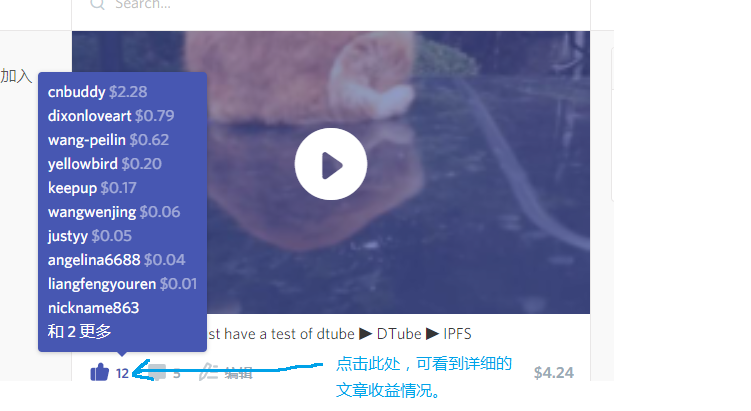 Search...
加入
cnbuddy $2.28
dixonloveart $0.79
wang-peilin $0.62
yellowbird $0.20
keepup $0.17
wangwenjing $0.06
justyy $0.05
angelina6688 $0.04
liangfengyouren $0.01
nickname863
和 2 更多
st have a test of dtube ▶ DTube ▶ IPFS
12 5 编辑 $4.24
点击此处，可看到详细的
文章收益情况。